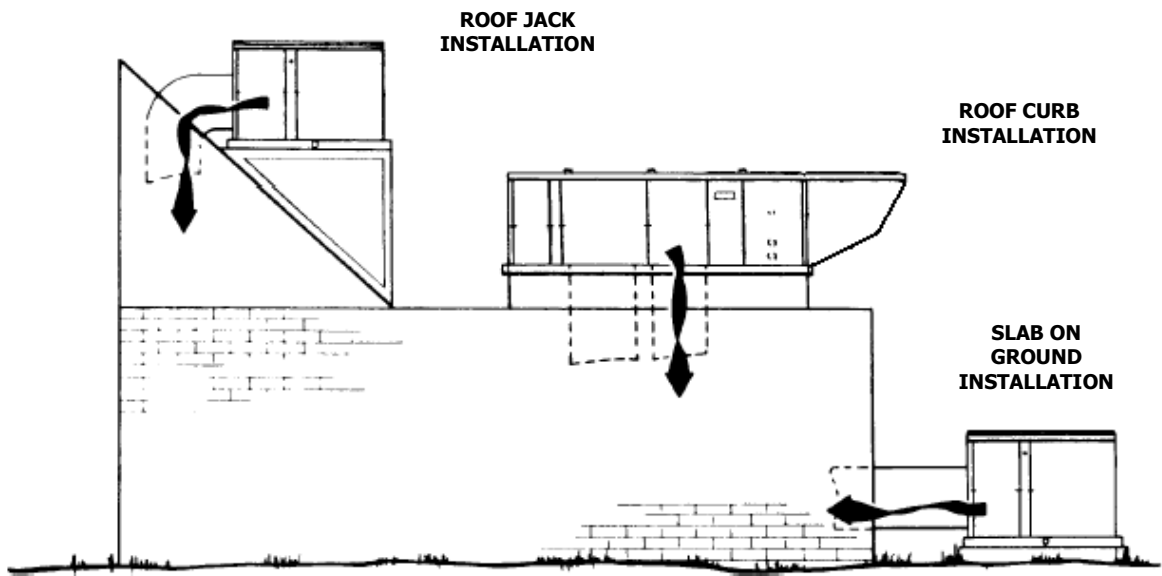 ROOF JACK
INSTALLATION
ROOF CURB
INSTALLATION
SLAB ON
GROUND
INSTALLATION